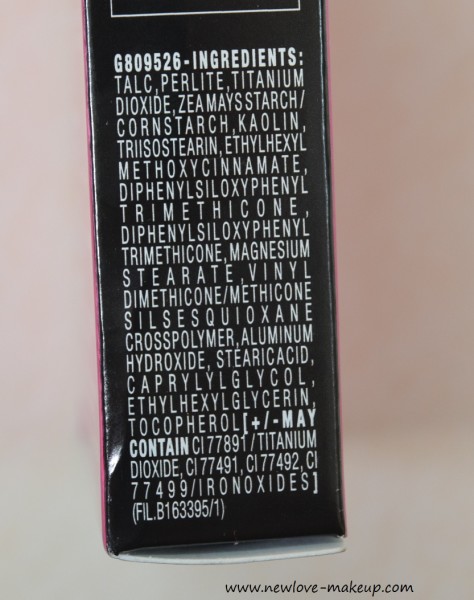 G809526-INGREDIENTS:
TALC, PERLITE, TITANIUM
DIOXIDE, ZEA MAYS STARCH/
CORN STARCH, KAOLIN,
TRIISOSTEARIN, ETHYLHEXYL
METHOXYCINNAMATE,
DIPHENYLSILOXYPHENYL
TRIMETHICONE,
DIPHENYLSILOXYPHENYL
TRIMETHICONE, MAGNESIUM
STEARATE, VINYL
DIMETHICONE/METHICONE
SILSESQUIOXANE
CROSSPOLYMER, ALUMINUM
HYDROXIDE, STEARIC ACID,
CAPRYLYL GLYCOL,
ETHYLHEXYLGLYCERIN,
TOCOPHEROL [+/-MAY
CONTAIN CI 77891/TITANIUM
DIOXIDE, CI 77491, CI 77492, CI
77499/IRON OXIDES]
(FIL.B163395/1)
www.newlove-makeup.com